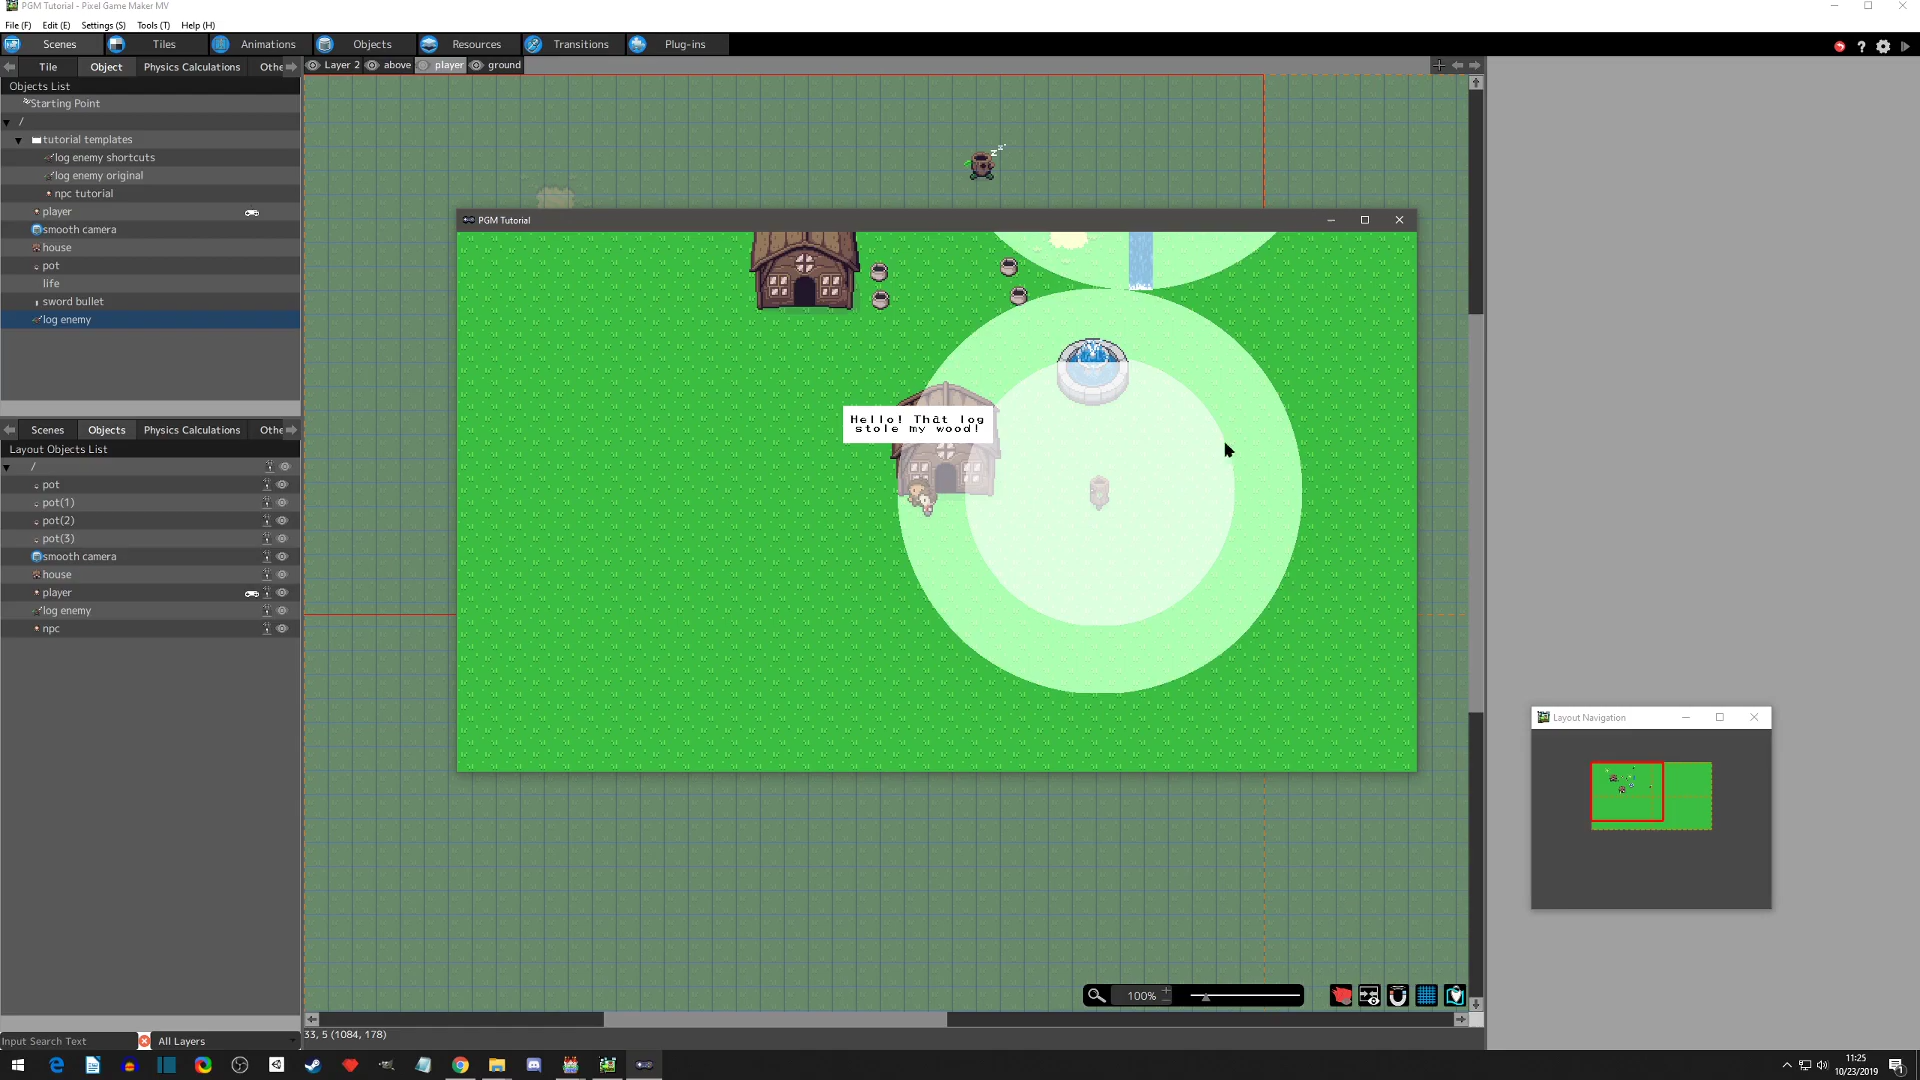 PGM Tutorial - Pixel Game Maker MV
File (F) Edit (E) Settings (S) Tools (T) Help (H)
Scenes Tiles Animations Objects Resources Transitions Plug-ins
Tile Object Physics Calculations Othe
Layer 2 above player ground
Objects List
Starting Point
/
tutorial templates
log enemy shortcuts
log enemy original
npc tutorial
player
smooth camera
house
pot
life
sword bullet
log enemy
Scenes Objects Physics Calculations Othe
Layout Objects List
/
pot
pot(1)
pot(2)
pot(3)
smooth camera
house
player
log enemy
npc
Input Search Text
All Layers
PGM Tutorial
Hello! That log
stole my wood!
Layout Navigation
100%
33, 5 (1084, 178)
11:25
10/23/2019